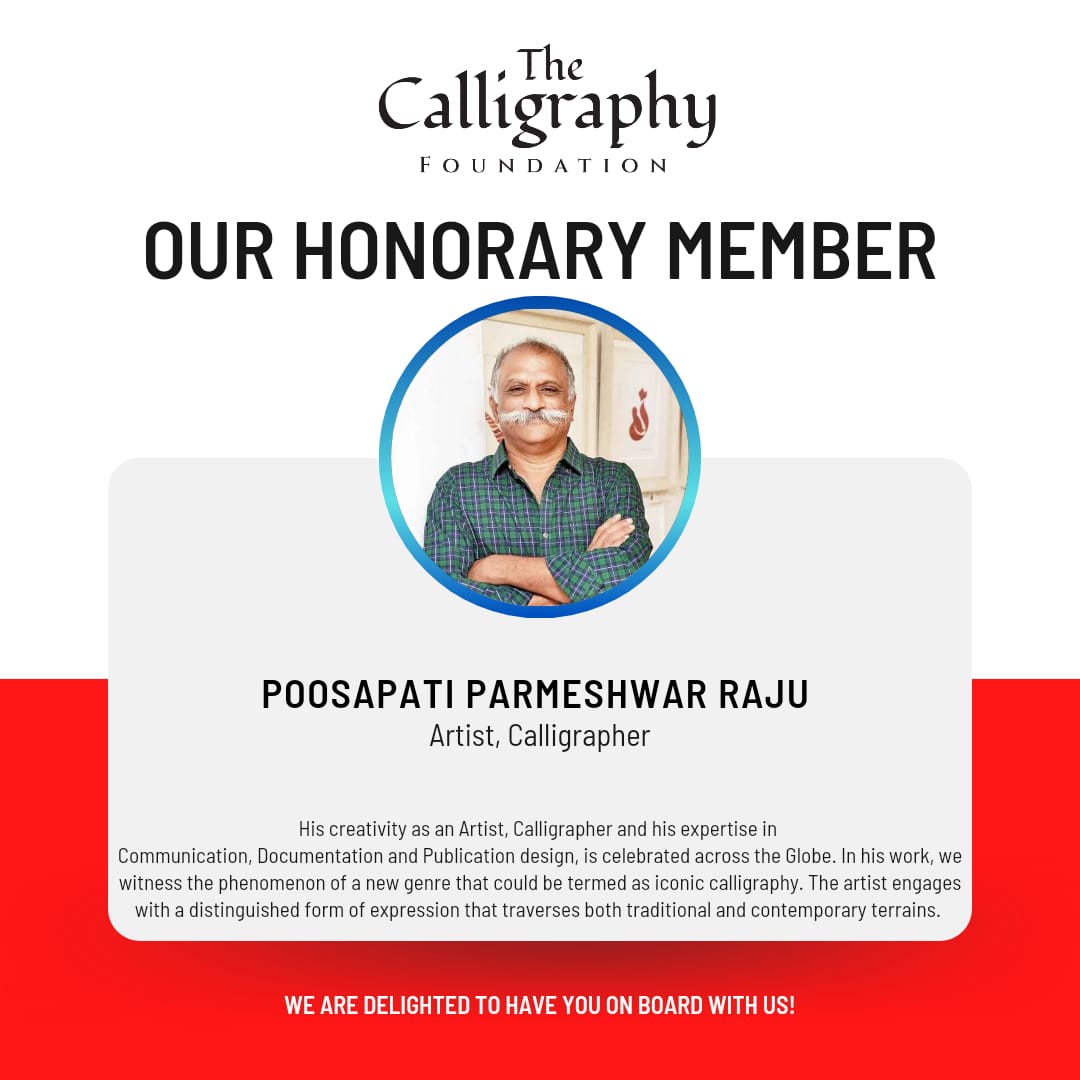 The
Calligraphy
FOUNDATION
OUR HONORARY MEMBER
POOSAPATI PARMESHWAR RAJU
Artist, Calligrapher
His creativity as an Artist, Calligrapher and his expertise in
Communication, Documentation and Publication design, is celebrated across the Globe. In his work, we
witness the phenomenon of a new genre that could be termed as iconic calligraphy. The artist engages
with a distinguished form of expression that traverses both traditional and contemporary terrains.
WE ARE DELIGHTED TO HAVE YOU ON BOARD WITH US!